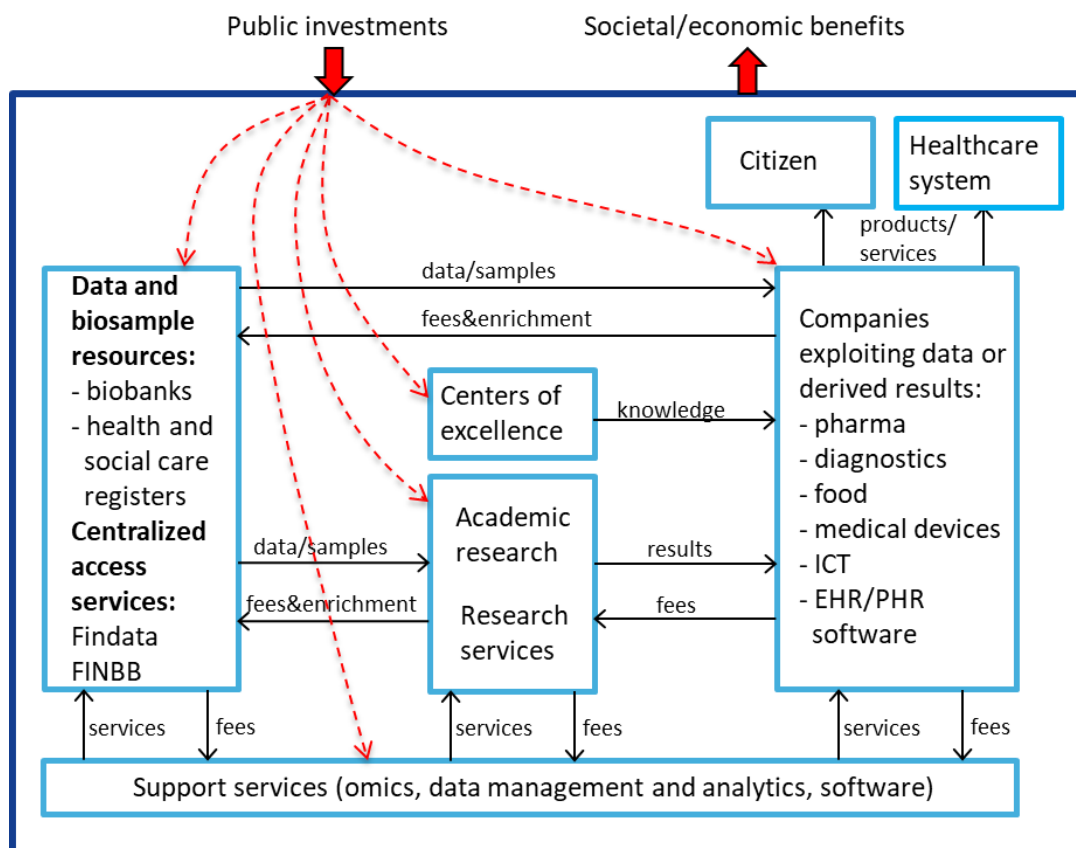 Public investments
Societal/economic benefits
Citizen
Healthcare
system
products/
services
Data and
biosample
resources:
- biobanks
- health and
social care
registers
Centralized
access
services:
Findata
FINBB
data/samples
fees&enrichment
Centers of
excellence
knowledge
Companies
exploiting data or
derived results:
- pharma
- diagnostics
- food
- medical devices
- ICT
- EHR/PHR
software
data/samples
fees&enrichment
Academic
research
Research
services
results
fees
services
fees
services
fees
services
fees
Support services (omics, data management and analytics, software)